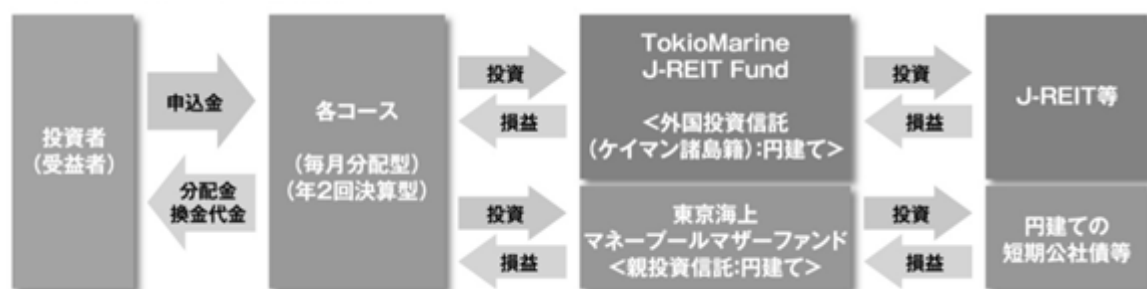 投資者
(受益者)
申込金
分配金
換金代金
各コース
(毎月分配型)
(年2回決算型)
投資
損益
投資
損益
TokioMarine
J-REIT Fund
<外国投資信託
(ケイマン諸島籍):円建て>
東京海上
マネープールマザーファンド
<親投資信託:円建て>
投資
損益
投資
損益
J-REIT等
円建ての
短期公社債等